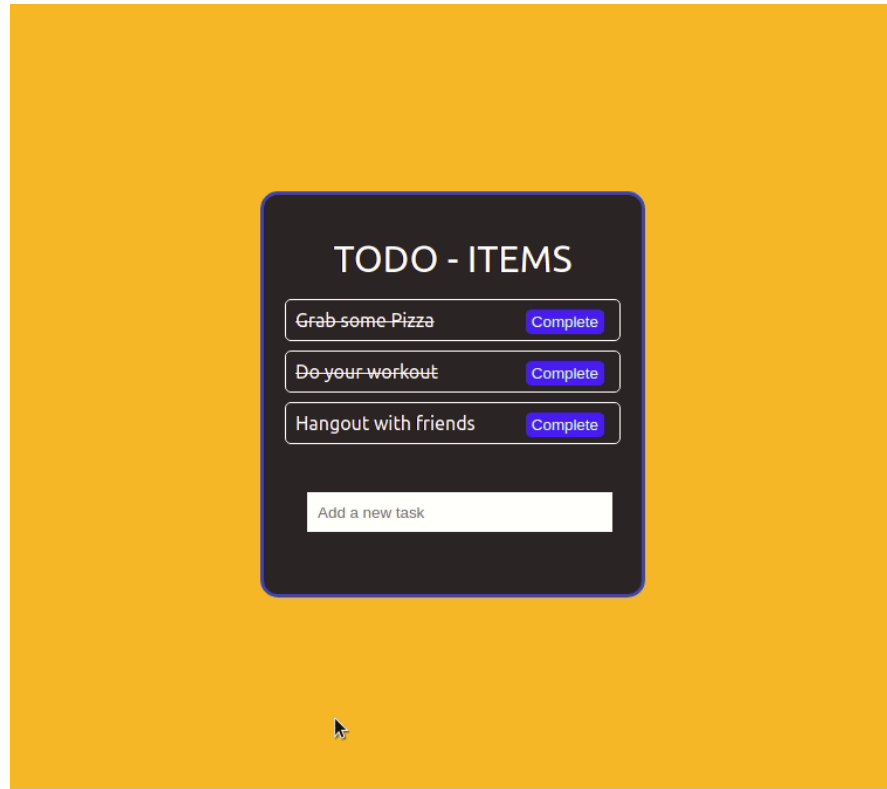 TODO - ITEMS
Grab some Pizza Complete
Do your workout Complete
Hangout with friends Complete
Add a new task